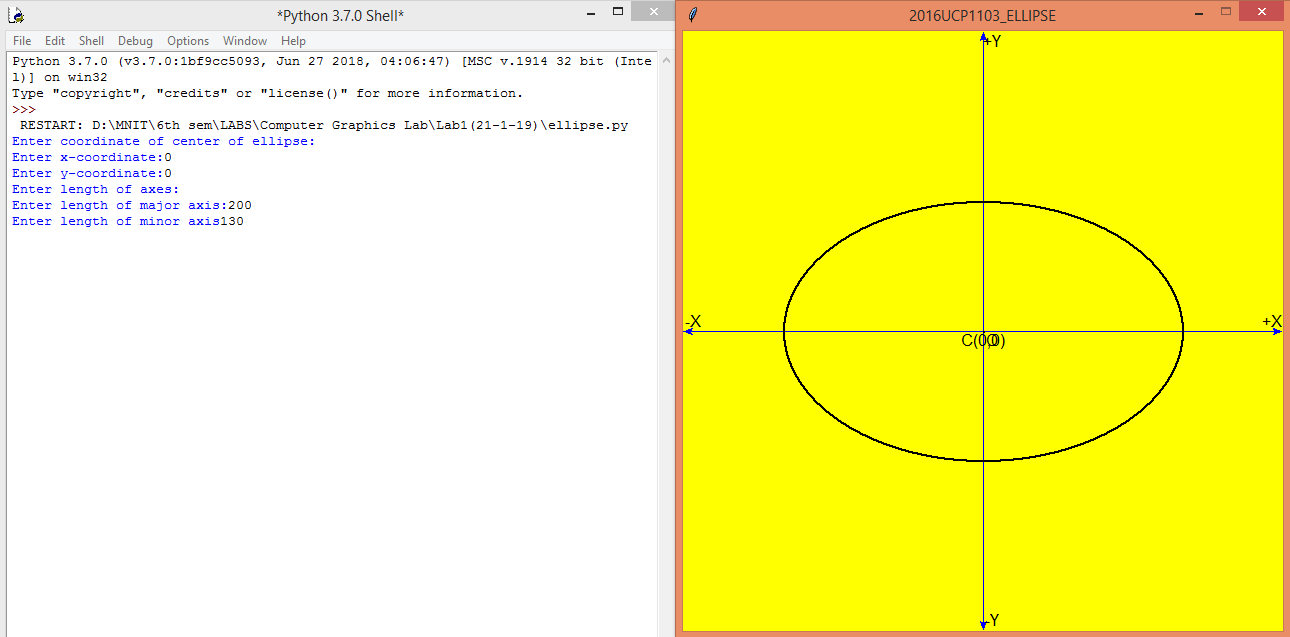 *Python 3.7.0 Shell*
File Edit Shell Debug Options Window Help
Python 3.7.0 (v3.7.0:1bf9cc5093, Jun 27 2018, 04:06:47) [MSC v.1914 32 bit (Inte
l)] on win32
Type "copyright", "credits" or "license()" for more information.
>>>
RESTART: D:\MNIT\6th sem\LABS\Computer Graphics Lab\Lab1(21-1-19)\ellipse.py
Enter coordinate of center of ellipse:
Enter x-coordinate:0
Enter y-coordinate:0
Enter length of axes:
Enter length of major axis:200
Enter length of minor axis130
2016UCP1103_ELLIPSE
+Y
-X
+X
C(0,0)
O
-Y